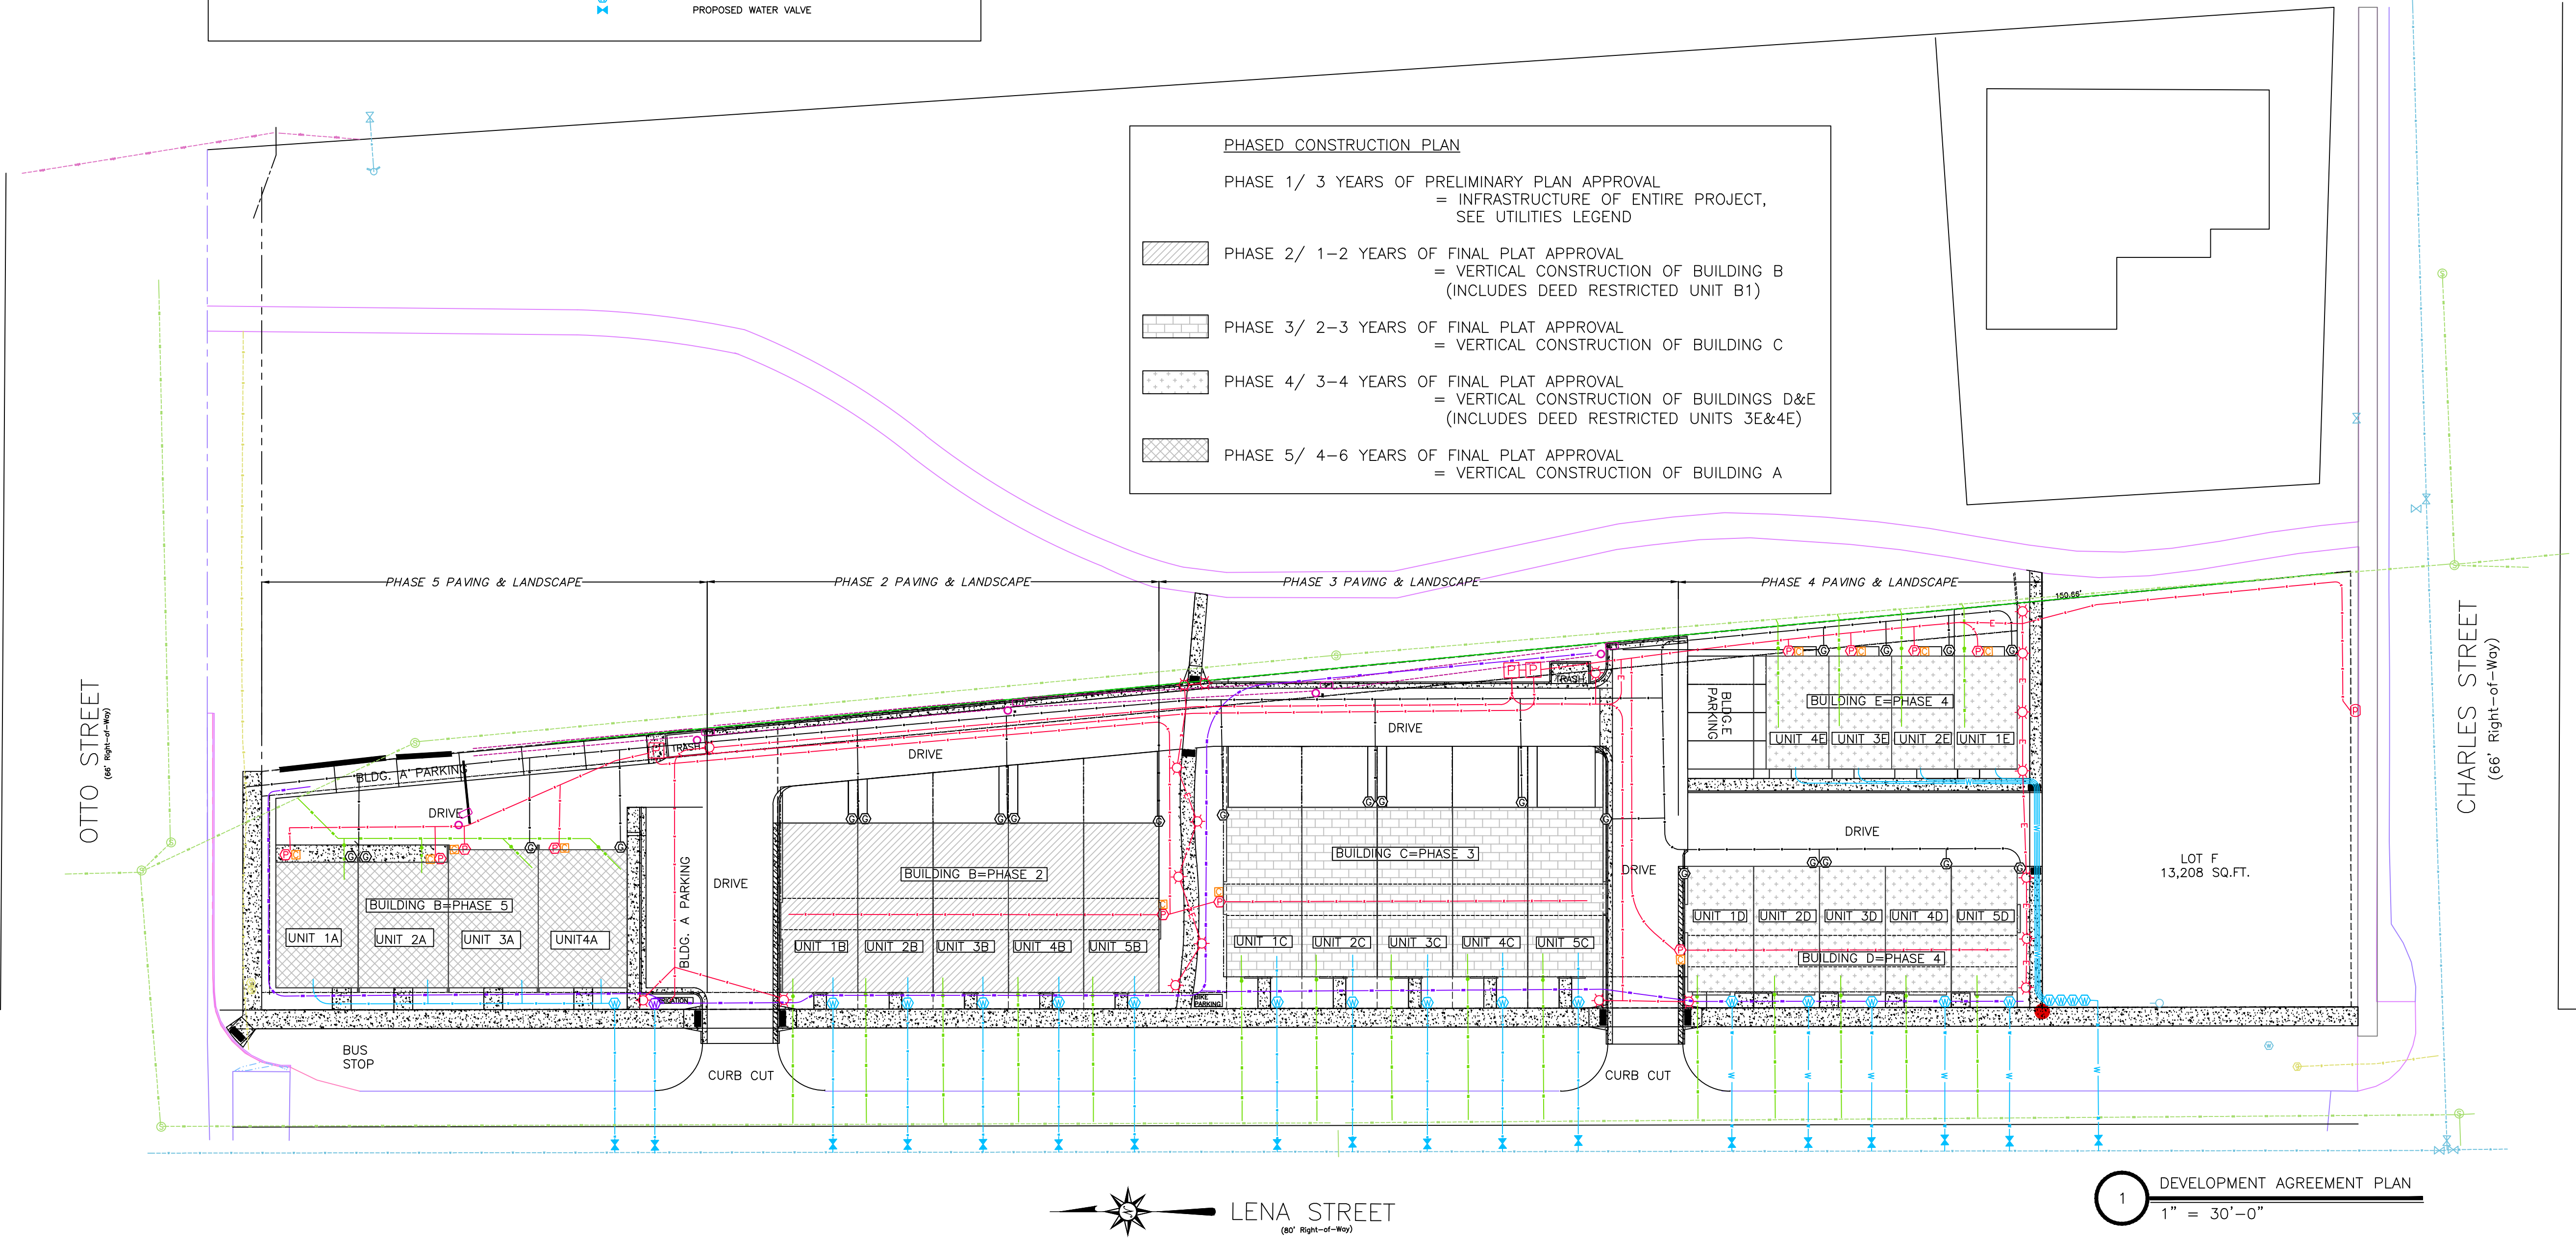 PROPOSED WATER VALVE
PHASED CONSTRUCTION PLAN
PHASE 1/ 3 YEARS OF PRELIMINARY PLAN APPROVAL
= INFRASTRUCTURE OF ENTIRE PROJECT,
SEE UTILITIES LEGEND
PHASE 2/ 1-2 YEARS OF FINAL PLAT APPROVAL
= VERTICAL CONSTRUCTION OF BUILDING B
(INCLUDES DEED RESTRICTED UNIT B1)
PHASE 3/ 2-3 YEARS OF FINAL PLAT APPROVAL
= VERTICAL CONSTRUCTION OF BUILDING C
PHASE 4/ 3-4 YEARS OF FINAL PLAT APPROVAL
= VERTICAL CONSTRUCTION OF BUILDINGS D&E
(INCLUDES DEED RESTRICTED UNITS 3E&4E)
PHASE 5/ 4-6 YEARS OF FINAL PLAT APPROVAL
= VERTICAL CONSTRUCTION OF BUILDING A
PHASE 5 PAVING & LANDSCAPE
PHASE 2 PAVING & LANDSCAPE
PHASE 3 PAVING & LANDSCAPE
PHASE 4 PAVING & LANDSCAPE
150.66'
OTTO STREET
(66' Right-of-Way)
CHARLES STREET
(66' Right-of-Way)
BLDG. A PARKING
DRIVE
TRASH
BUILDING B=PHASE 5
UNIT 1A
UNIT 2A
UNIT 3A
UNIT4A
BLDG. A PARKING
DRIVE
DRIVE
BUILDING B=PHASE 2
UNIT 1B
UNIT 2B
UNIT 3B
UNIT 4B
UNIT 5B
BIKE
PARKING
TRASH
DRIVE
BUILDING C=PHASE 3
UNIT 1C
UNIT 2C
UNIT 3C
UNIT 4C
UNIT 5C
DRIVE
BLDG.E
PARKING
BUILDING E=PHASE 4
UNIT 4E
UNIT 3E
UNIT 2E
UNIT 1E
DRIVE
UNIT 1D
UNIT 2D
UNIT 3D
UNIT 4D
UNIT 5D
BUILDING D=PHASE 4
LOT F
13,208 SQ.FT.
BUS
STOP
CURB CUT
CURB CUT
LENA STREET
(80' Right-of-Way)
1
DEVELOPMENT AGREEMENT PLAN
1" = 30'-0"